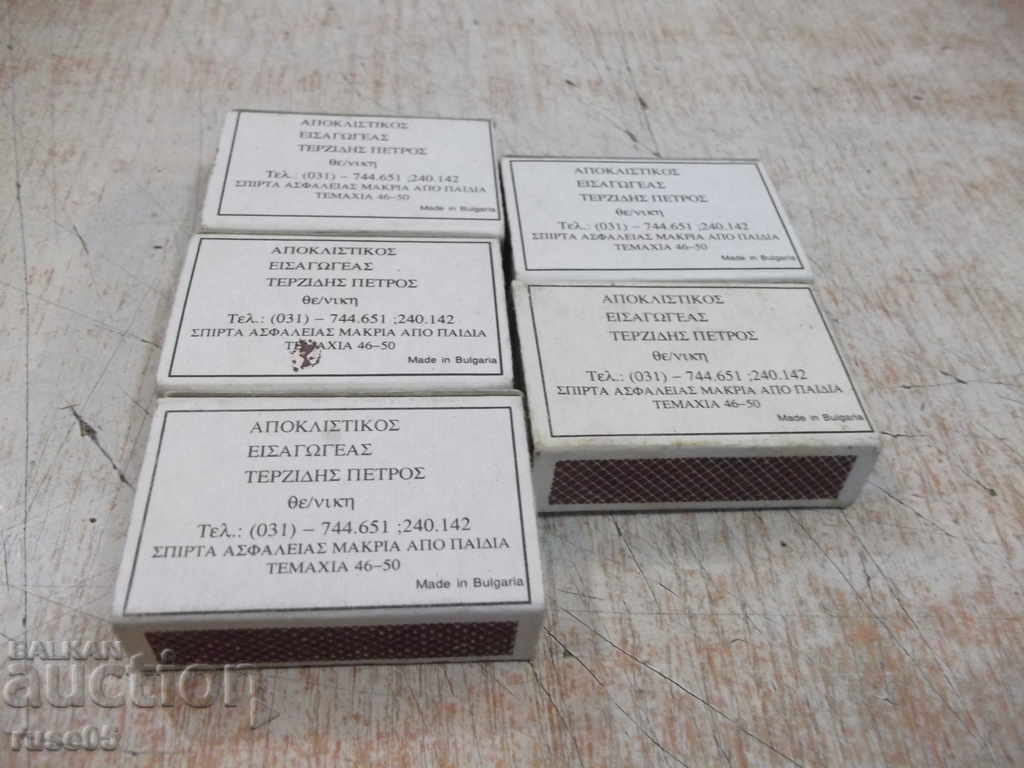 ΑΠΟΚΛΙΣΤΙΚΟΣ
ΕΙΣΑΓΩΓΕΑΣ
ΤΕΡΖΙΔΗΣ ΠΕΤΡΟΣ
θε/νικη
Τελ.: (031) – 744.651 ;240.142
ΣΠΙΡΤΑ ΑΣΦΑΛΕΙΑΣ ΜΑΚΡΙΑ ΑΠΟ ΠΑΙΔΙΑ
ΤΕΜΑΧΙΑ 46–50
Made in Bulgaria
ΑΠΟΚΛΙΣΤΙΚΟΣ
ΕΙΣΑΓΩΓΕΑΣ
ΤΕΡΖΙΔΗΣ ΠΕΤΡΟΣ
θε/νικη
Τελ.: (031) – 744.651 ;240.142
ΣΠΙΡΤΑ ΑΣΦΑΛΕΙΑΣ ΜΑΚΡΙΑ ΑΠΟ ΠΑΙΔΙΑ
ΤΕΜΑΧΙΑ 46–50
Made in Bulgaria
ΑΠΟΚΛΙΣΤΙΚΟΣ
ΕΙΣΑΓΩΓΕΑΣ
ΤΕΡΖΙΔΗΣ ΠΕΤΡΟΣ
θε/νικη
Τελ.: (031) – 744.651 ;240.142
ΣΠΙΡΤΑ ΑΣΦΑΛΕΙΑΣ ΜΑΚΡΙΑ ΑΠΟ ΠΑΙΔΙΑ
ΤΕΜΑΧΙΑ 46–50
Made in Bulgaria
ΑΠΟΚΛΙΣΤΙΚΟΣ
ΕΙΣΑΓΩΓΕΑΣ
ΤΕΡΖΙΔΗΣ ΠΕΤΡΟΣ
θε/νικη
Τελ.: (031) – 744.651 ;240.142
ΣΠΙΡΤΑ ΑΣΦΑΛΕΙΑΣ ΜΑΚΡΙΑ ΑΠΟ ΠΑΙΔΙΑ
ΤΕΜΑΧΙΑ 46–50
Made in Bulgaria
ΑΠΟΚΛΙΣΤΙΚΟΣ
ΕΙΣΑΓΩΓΕΑΣ
ΤΕΡΖΙΔΗΣ ΠΕΤΡΟΣ
θε/νικη
Τελ.: (031) – 744.651 ;240.142
ΣΠΙΡΤΑ ΑΣΦΑΛΕΙΑΣ ΜΑΚΡΙΑ ΑΠΟ ΠΑΙΔΙΑ
ΤΕΜΑΧΙΑ 46–50
Made in Bulgaria
BALKAN
auction
ruse05